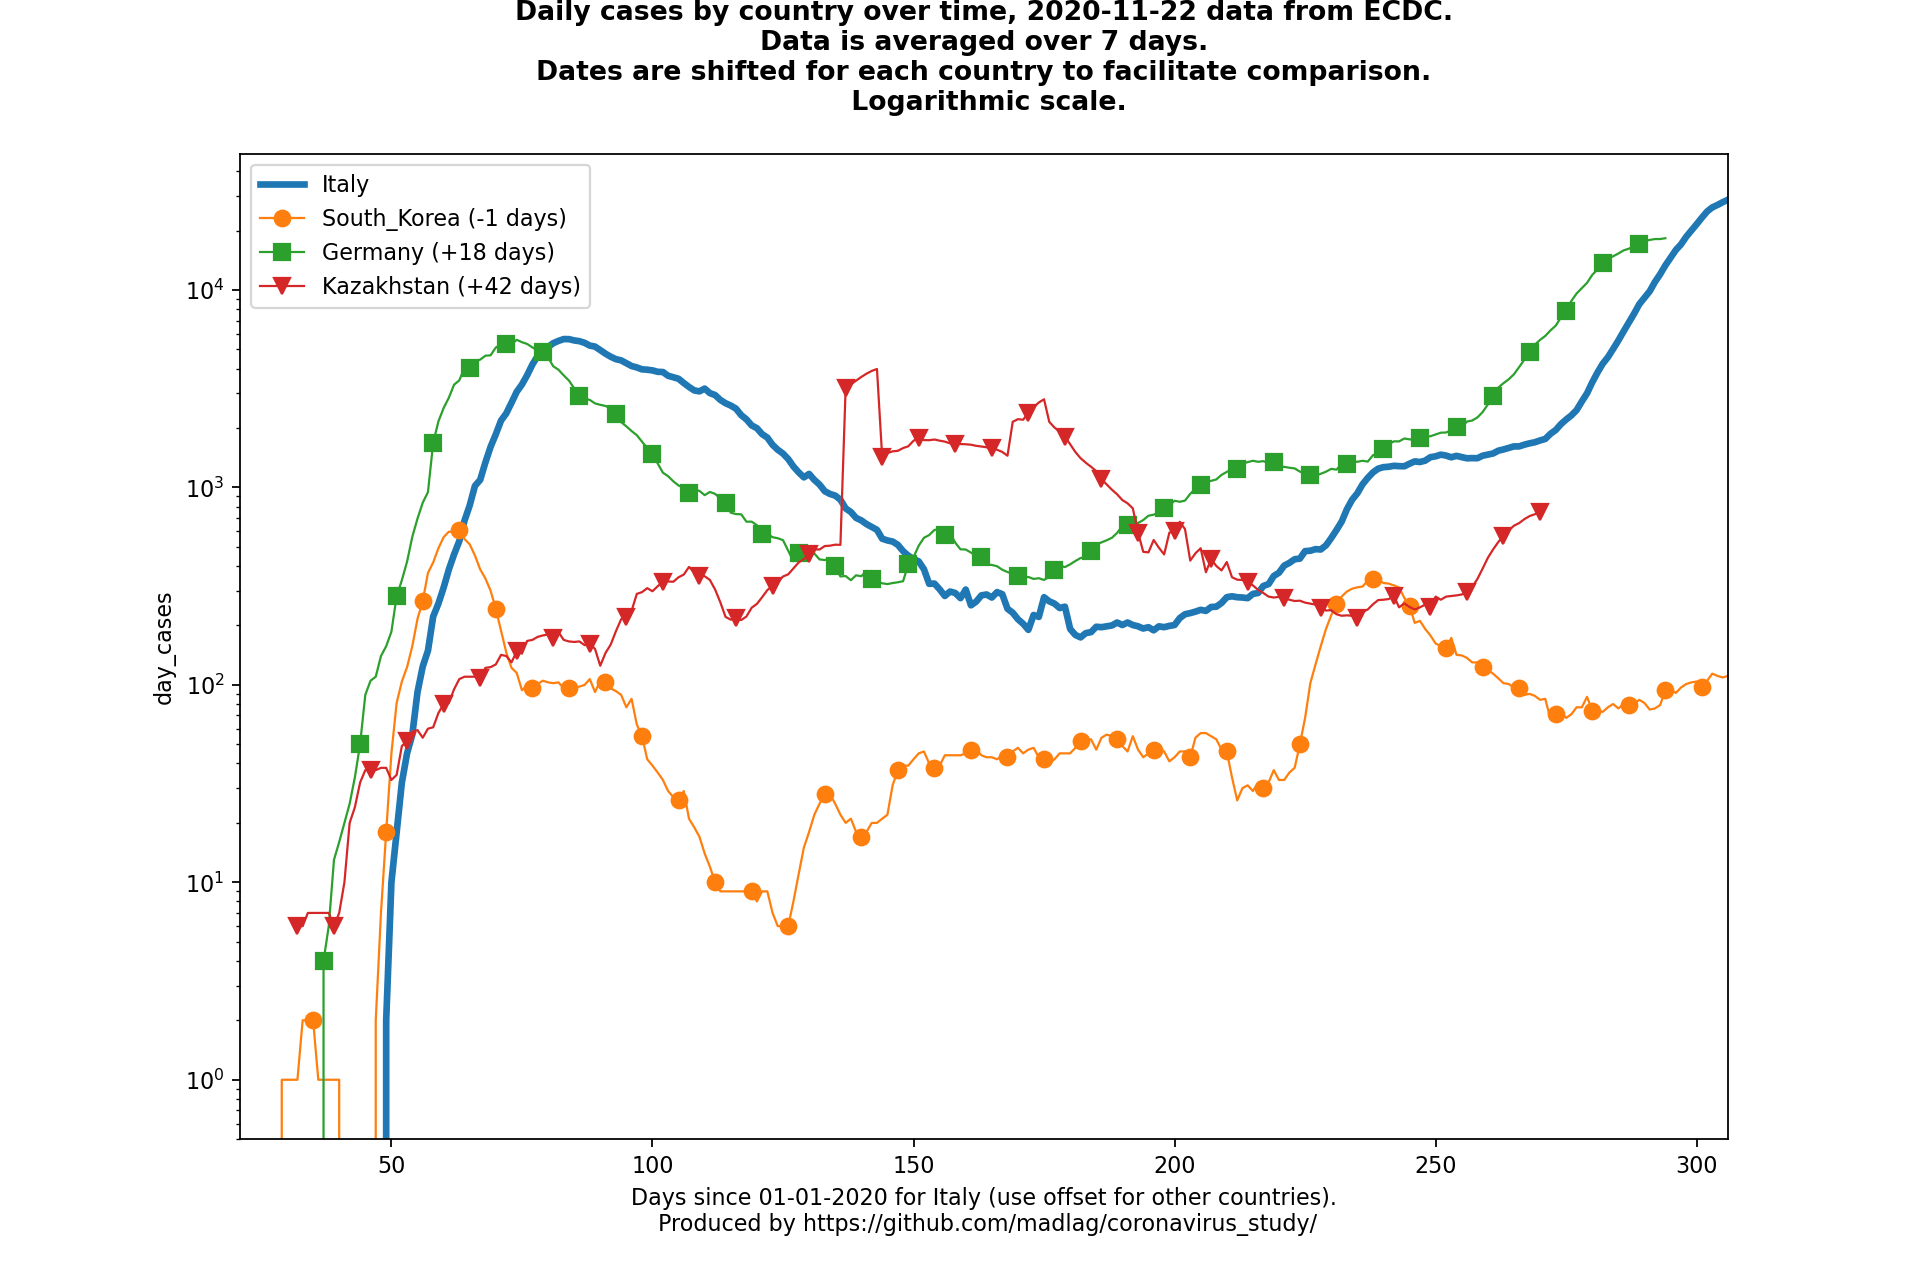 Daily cases by country over time, 2020-11-22 data from ECDC.
Data is averaged over 7 days.
Dates are shifted for each country to facilitate comparison.
Logarithmic scale.
Italy
South_Korea (-1 days)
Germany (+18 days)
Kazakhstan (+42 days)
10⁴
10³
10²
10¹
10⁰
day_cases
50 100 150 200 250 300
Days since 01-01-2020 for Italy (use offset for other countries).
Produced by https://github.com/madlag/coronavirus_study/